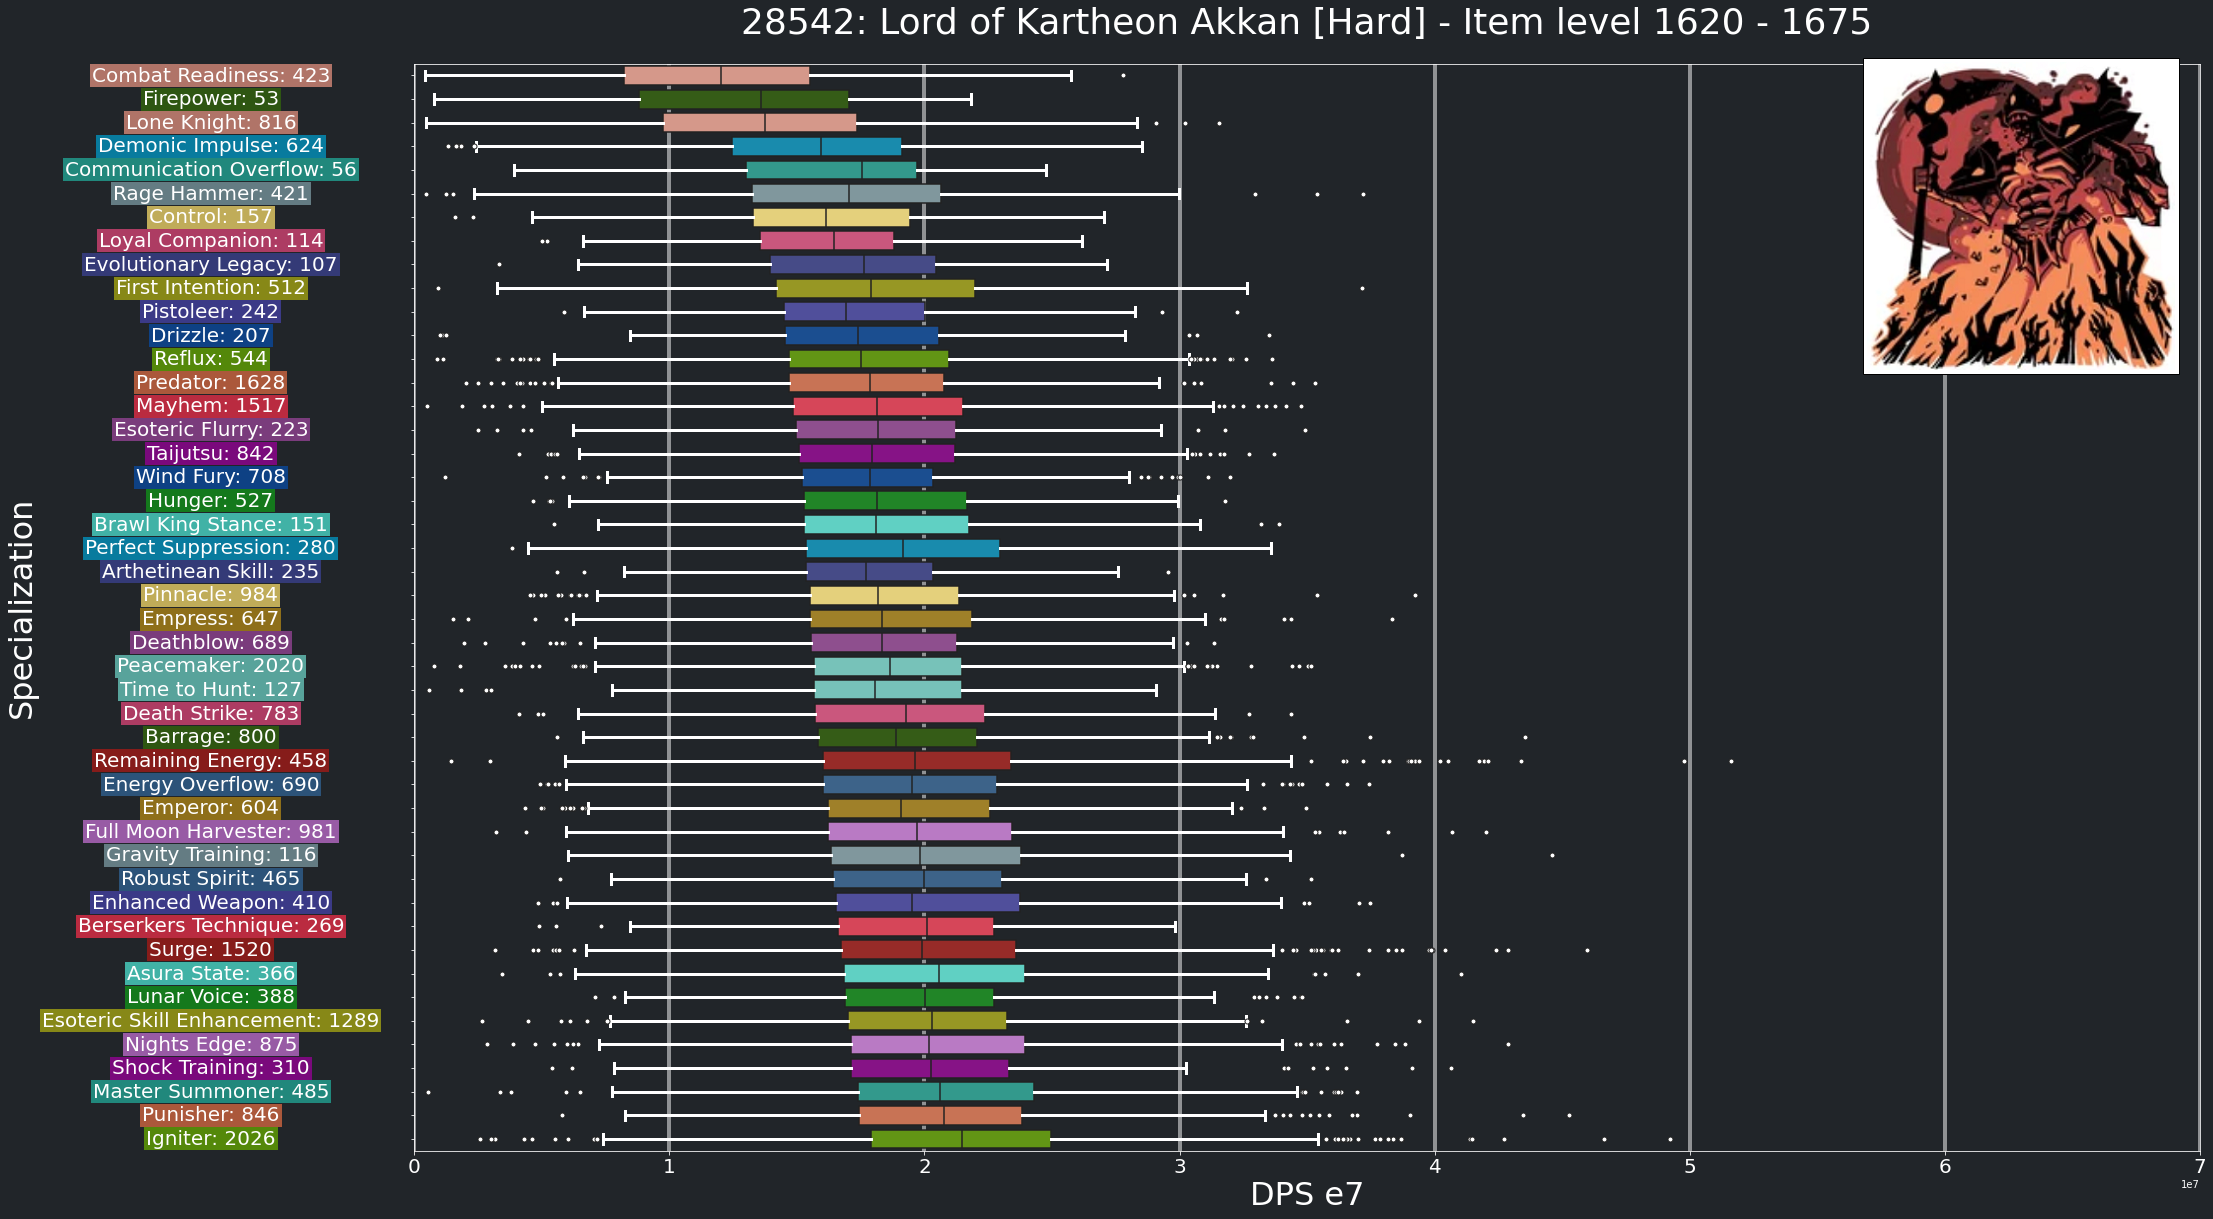 28542: Lord of Kartheon Akkan [Hard] - Item level 1620 - 1675
Specialization
Combat Readiness: 423
Firepower: 53
Lone Knight: 816
Demonic Impulse: 624
Communication Overflow: 56
Rage Hammer: 421
Control: 157
Loyal Companion: 114
Evolutionary Legacy: 107
First Intention: 512
Pistoleer: 242
Drizzle: 207
Reflux: 544
Predator: 1628
Mayhem: 1517
Esoteric Flurry: 223
Taijutsu: 842
Wind Fury: 708
Hunger: 527
Brawl King Stance: 151
Perfect Suppression: 280
Arthetinean Skill: 235
Pinnacle: 984
Empress: 647
Deathblow: 689
Peacemaker: 2020
Time to Hunt: 127
Death Strike: 783
Barrage: 800
Remaining Energy: 458
Energy Overflow: 690
Emperor: 604
Full Moon Harvester: 981
Gravity Training: 116
Robust Spirit: 465
Enhanced Weapon: 410
Berserkers Technique: 269
Surge: 1520
Asura State: 366
Lunar Voice: 388
Esoteric Skill Enhancement: 1289
Nights Edge: 875
Shock Training: 310
Master Summoner: 485
Punisher: 846
Igniter: 2026
0 1 2 3 4 5 6 7
1e7
DPS e7